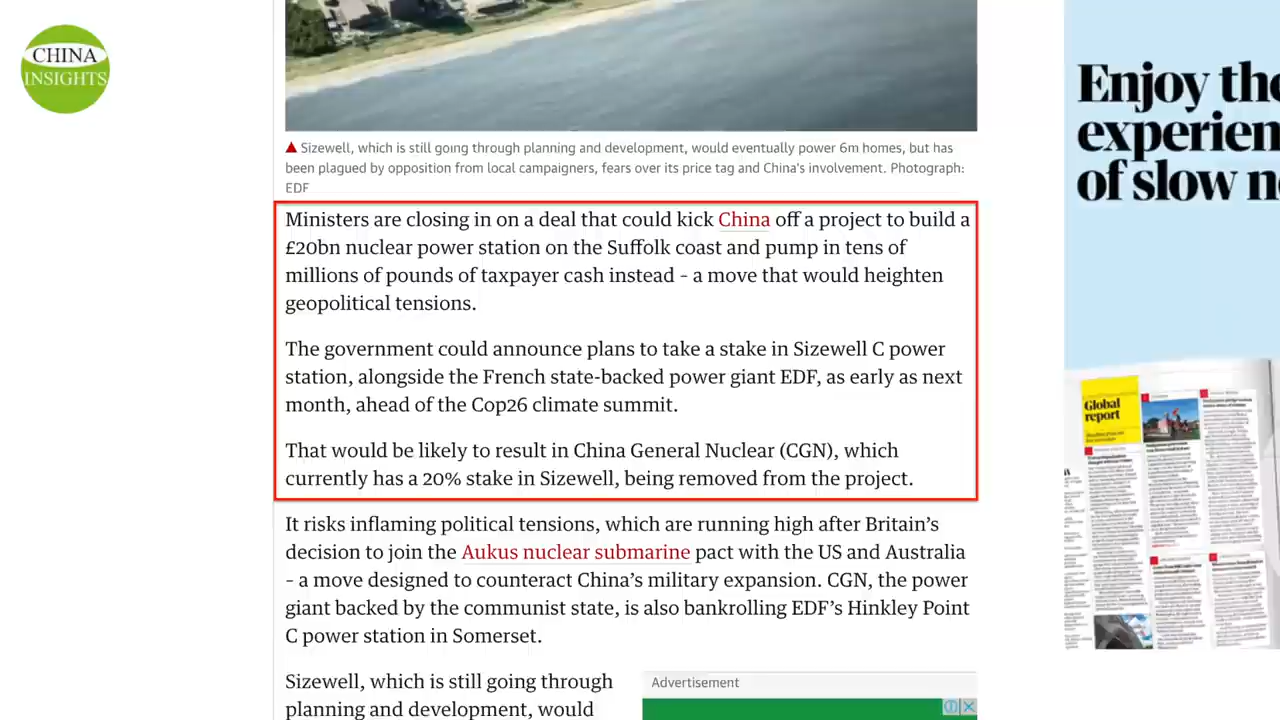 CHINA
INSIGHTS
Sizewell, which is still going through planning and development, would eventually power 6m homes, but has
been plagued by opposition from local campaigners, fears over its price tag and China's involvement. Photograph:
EDF
Ministers are closing in on a deal that could kick China off a project to build a
£20bn nuclear power station on the Suffolk coast and pump in tens of
millions of pounds of taxpayer cash instead – a move that would heighten
geopolitical tensions.
The government could announce plans to take a stake in Sizewell C power
station, alongside the French state-backed power giant EDF, as early as next
month, ahead of the Cop26 climate summit.
That would be likely to result in China General Nuclear (CGN), which
currently has a 20% stake in Sizewell, being removed from the project.
It risks inflaming political tensions, which are running high after Britain's
decision to join the Aukus nuclear submarine pact with the US and Australia
– a move designed to counteract China's military expansion. CGN, the power
giant backed by the communist state, is also bankrolling EDF's Hinkley Point
C power station in Somerset.
Sizewell, which is still going through
planning and development, would
Advertisement
Enjoy the
experien
of slow n
Global
report